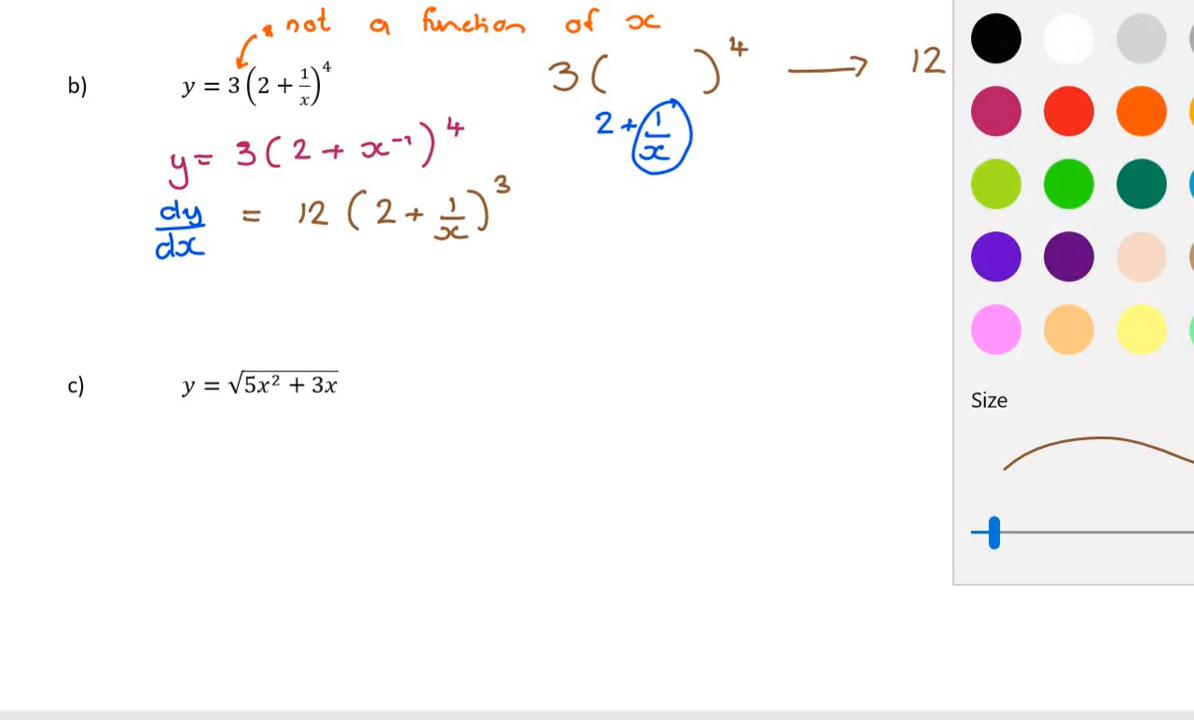 not a function of x
b) y = 3(2 + 1/x)^4
3( )^4 → 12
2 + 1/x
y = 3(2 + x^-1)^4
dy/dx = 12(2 + 1/x)^3
c) y = √(5x² + 3x)
Size